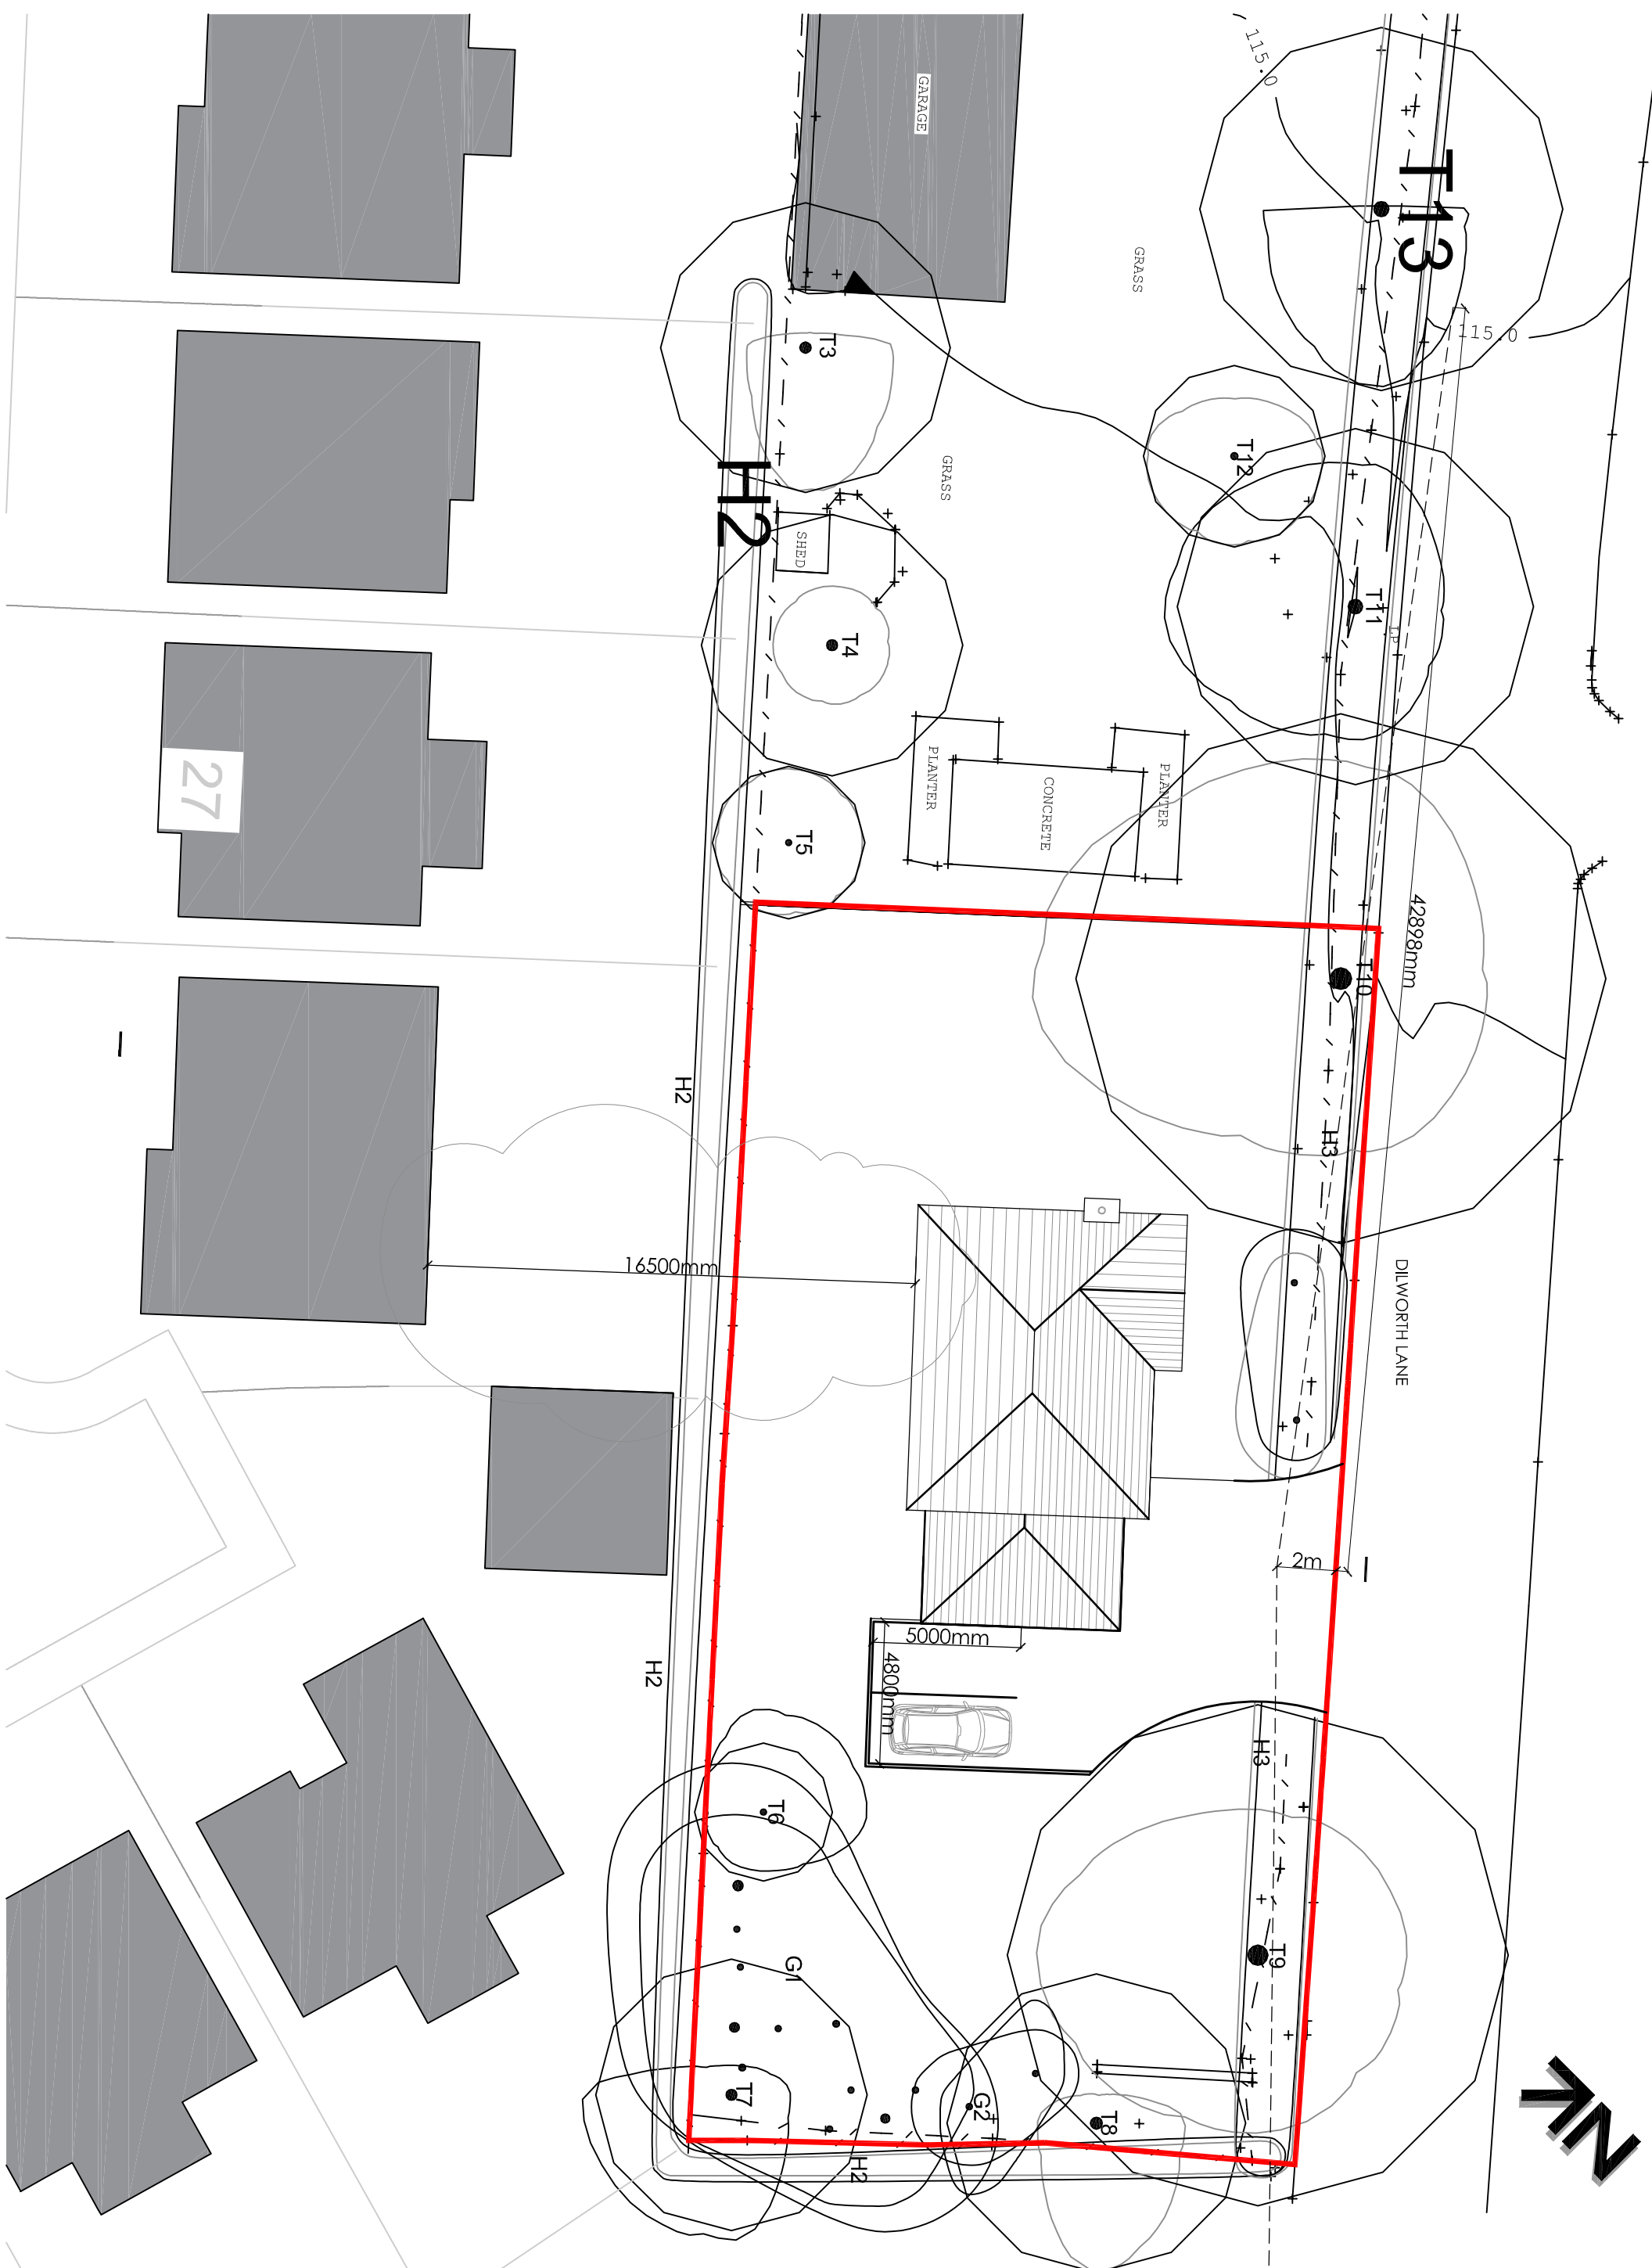 115.0
GARAGE
T13
GRASS
115.0
T3
T12
GRASS
H2
SHED
T11
LP
T4
PLANTER
CONCRETE
PLANTER
27
T5
42898mm
T10
H2
H3
16500mm
DILWORTH LANE
2m
5000mm
4800mm
H2
H3
T6
T9
G1
T7
G2
T8
H2
N